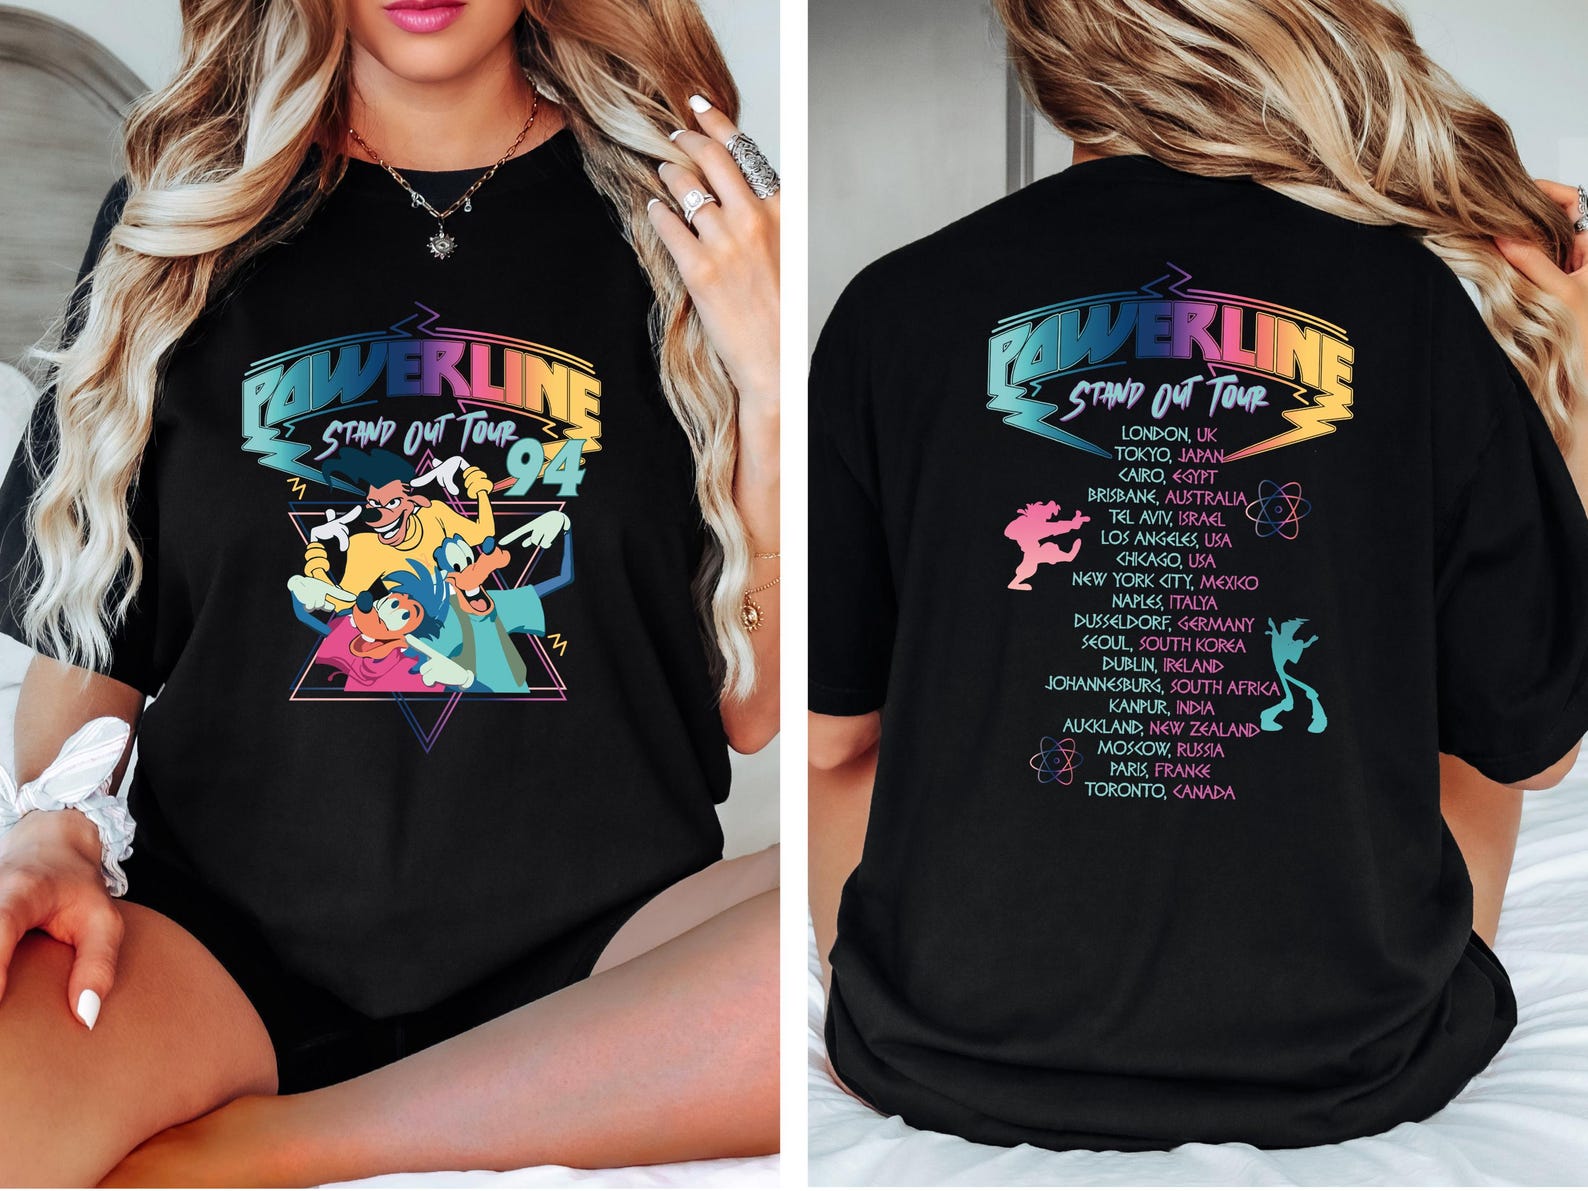 POWERLINE
STAND OUT TOUR
94
POWERLINE
STAND OUT TOUR
LONDON, UK
TOKYO, JAPAN
CAIRO, EGYPT
BRISBANE, AUSTRALIA
TEL AVIV, ISRAEL
LOS ANGELES, USA
CHICAGO, USA
NEW YORK CITY, MEXICO
NAPLES, ITALYA
DUSSELDORF, GERMANY
SEOUL, SOUTH KOREA
DUBLIN, IRELAND
JOHANNESBURG, SOUTH AFRICA
KANPUR, INDIA
AUCKLAND, NEW ZEALAND
MOSCOW, RUSSIA
PARIS, FRANCE
TORONTO, CANADA